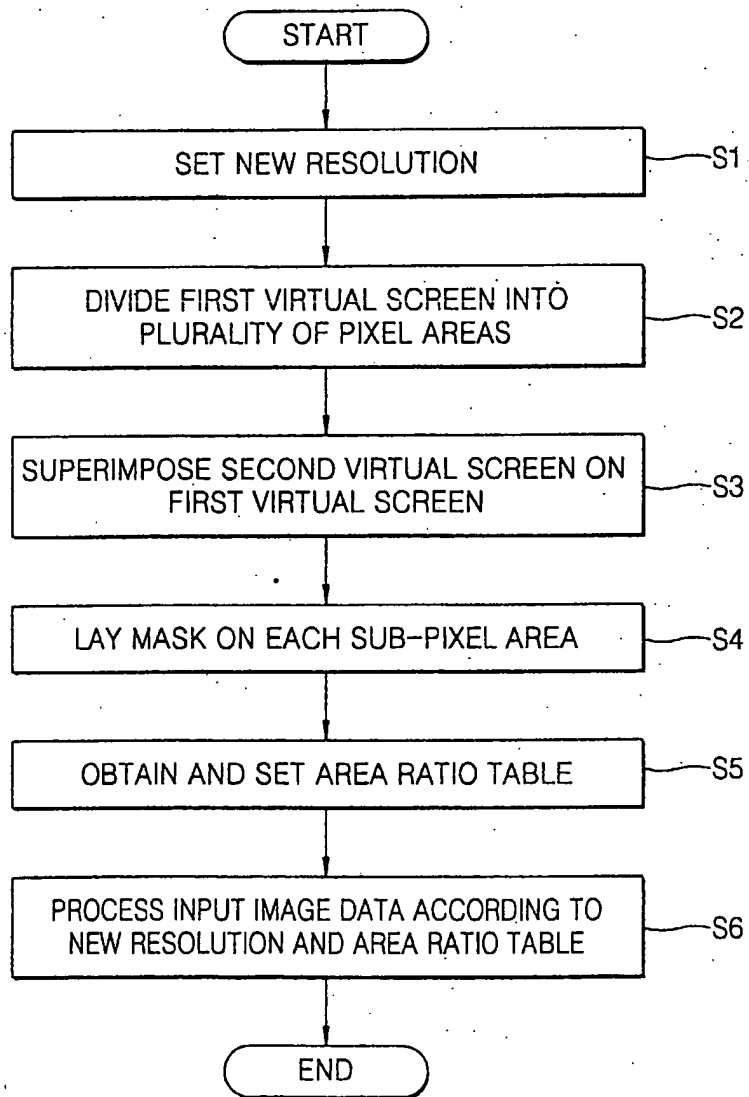 START
SET NEW RESOLUTION
S1
DIVIDE FIRST VIRTUAL SCREEN INTO
PLURALITY OF PIXEL AREAS
S2
SUPERIMPOSE SECOND VIRTUAL SCREEN ON
FIRST VIRTUAL SCREEN
S3
LAY MASK ON EACH SUB-PIXEL AREA
S4
OBTAIN AND SET AREA RATIO TABLE
S5
PROCESS INPUT IMAGE DATA ACCORDING TO
NEW RESOLUTION AND AREA RATIO TABLE
S6
END